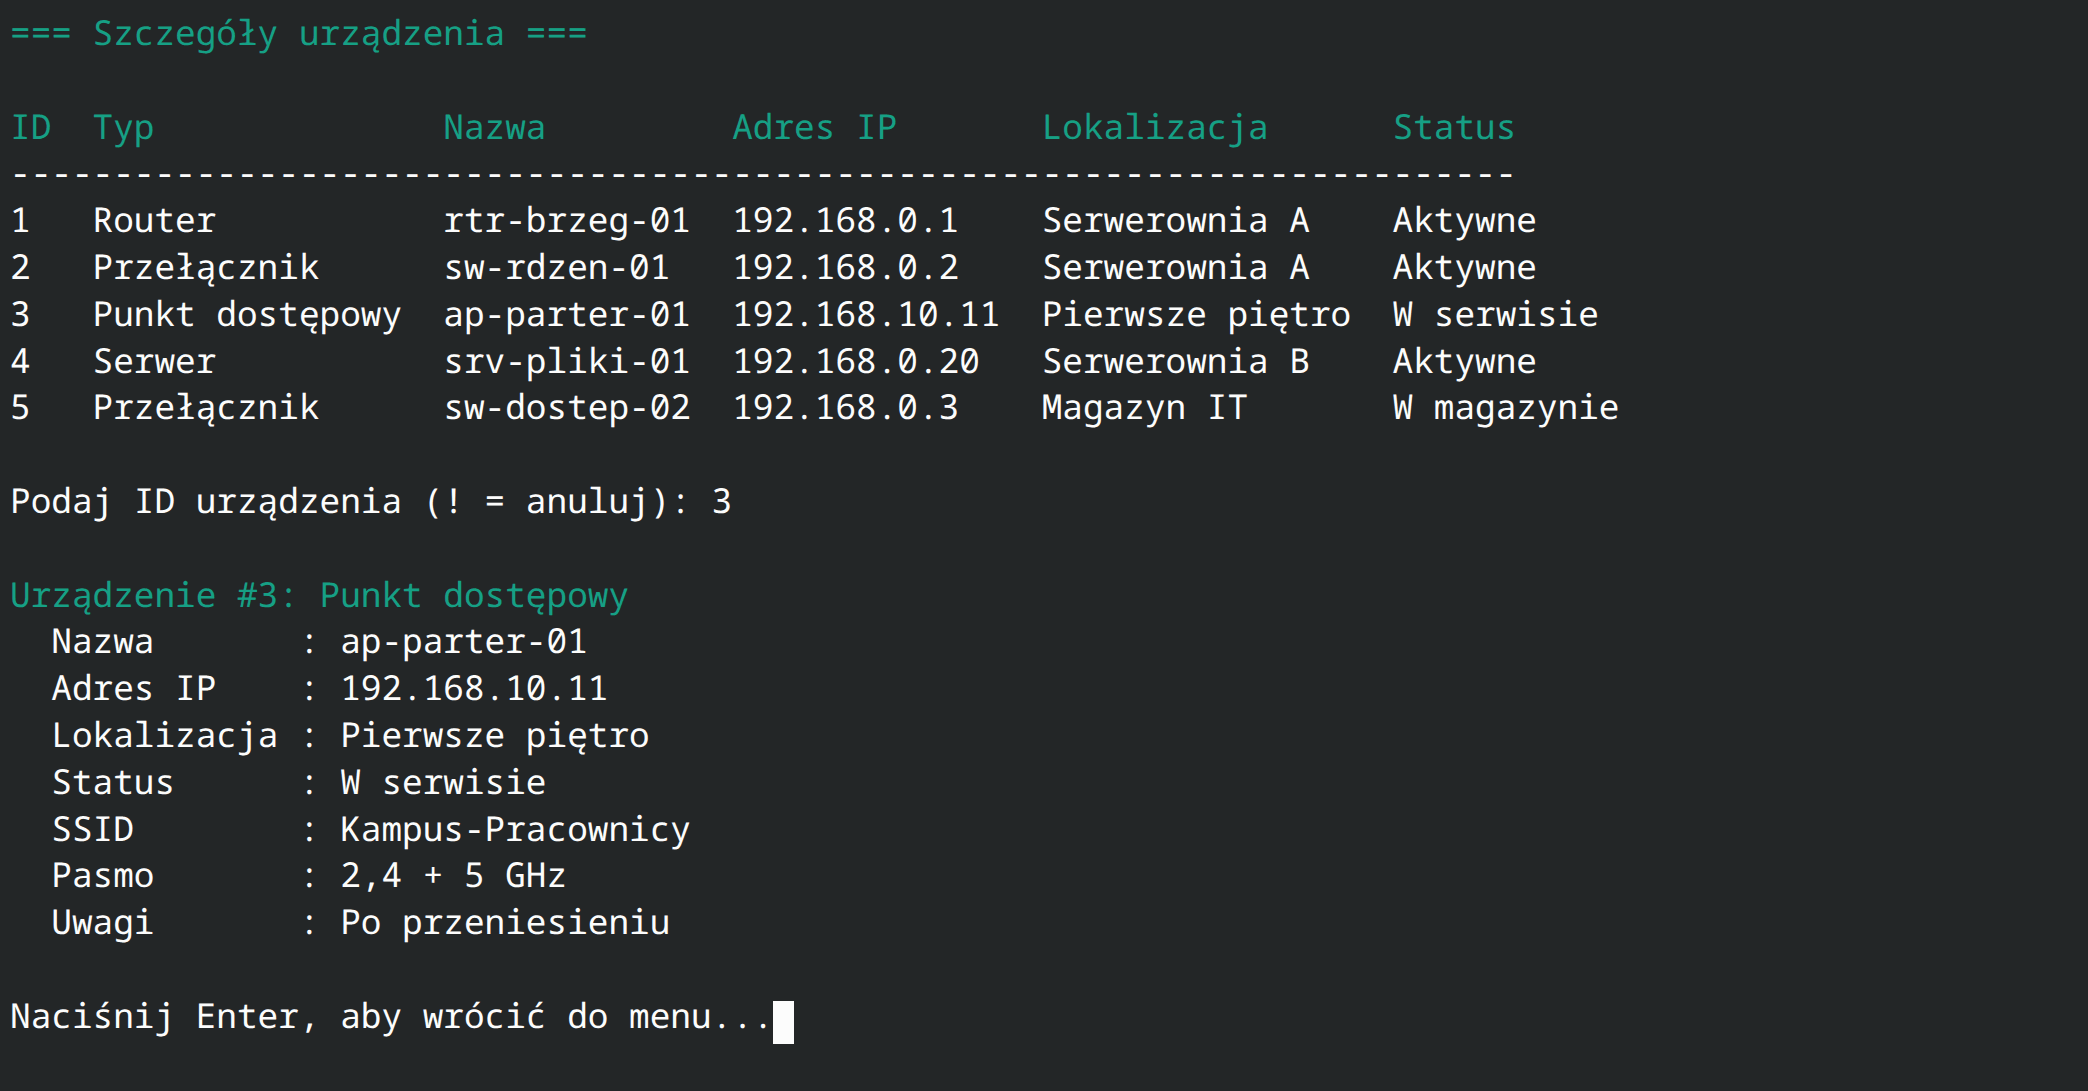 === Szczegóły urządzenia ===
ID  Typ              Nazwa         Adres IP       Lokalizacja      Status
-------------------------------------------------------------------------
1   Router           rtr-brzeg-01  192.168.0.1    Serwerownia A    Aktywne
2   Przełącznik      sw-rdzen-01   192.168.0.2    Serwerownia A    Aktywne
3   Punkt dostępowy  ap-parter-01  192.168.10.11  Pierwsze piętro  W serwisie
4   Serwer           srv-pliki-01  192.168.0.20   Serwerownia B    Aktywne
5   Przełącznik      sw-dostep-02  192.168.0.3    Magazyn IT       W magazynie
Podaj ID urządzenia (! = anuluj): 3
Urządzenie #3: Punkt dostępowy
  Nazwa       : ap-parter-01
  Adres IP    : 192.168.10.11
  Lokalizacja : Pierwsze piętro
  Status      : W serwisie
  SSID        : Kampus-Pracownicy
  Pasmo       : 2,4 + 5 GHz
  Uwagi       : Po przeniesieniu
Naciśnij Enter, aby wrócić do menu...